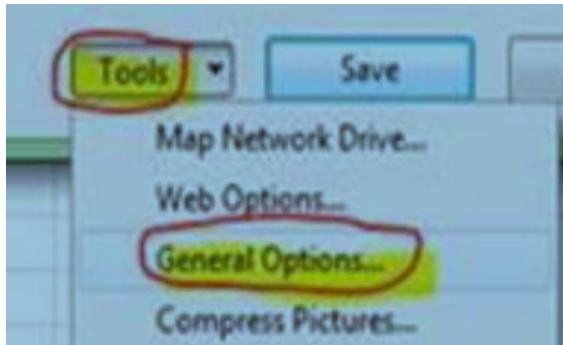 Tools Save
Map Network Drive...
Web Options...
General Options...
Compress Pictures...